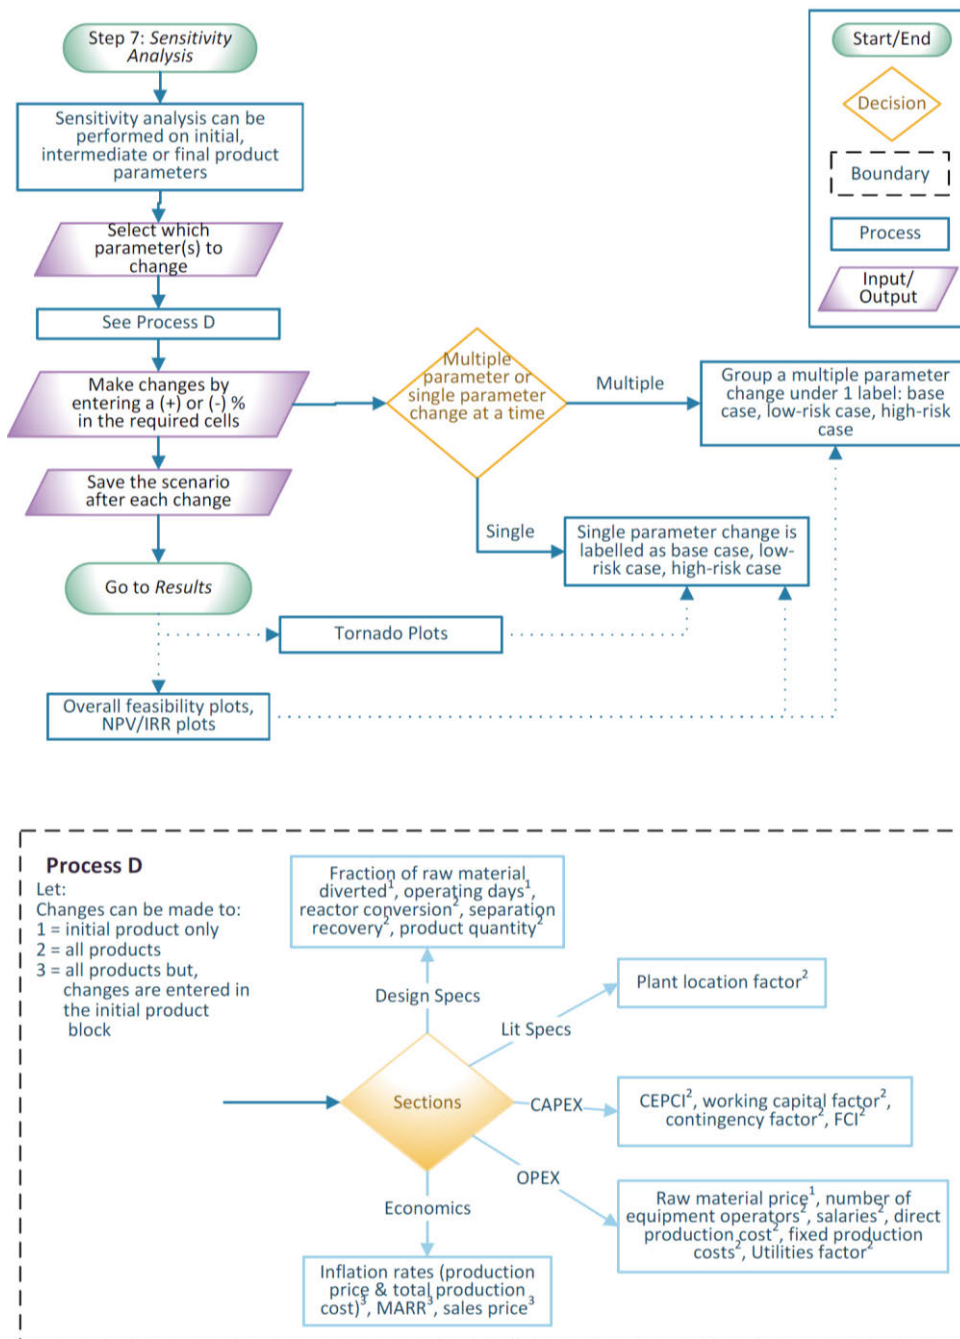 Step 7: Sensitivity
Analysis
Sensitivity analysis can be
performed on initial,
intermediate or final product
parameters
Select which
parameter(s) to
change
See Process D
Make changes by
entering a (+) or (-) %
in the required cells
Save the scenario
after each change
Go to Results
Tornado Plots
Overall feasibility plots,
NPV/IRR plots
Multiple
parameter or
single parameter
change at a time
Multiple
Single
Group a multiple parameter
change under 1 label: base
case, low-risk case, high-risk
case
Single parameter change is
labelled as base case, low-
risk case, high-risk case
Start/End
Decision
Boundary
Process
Input/
Output
Process D
Let:
Changes can be made to:
1 = initial product only
2 = all products
3 = all products but,
changes are entered in
the initial product
block
Fraction of raw material
diverted¹, operating days¹,
reactor conversion², separation
recovery², product quantity²
Design Specs
Lit Specs
Plant location factor²
Sections
CAPEX
CEPCI², working capital factor²,
contingency factor², FCI²
OPEX
Raw material price¹, number of
equipment operators², salaries², direct
production cost², fixed production
costs², Utilities factor²
Economics
Inflation rates (production
price & total production
cost)³, MARR³, sales price³